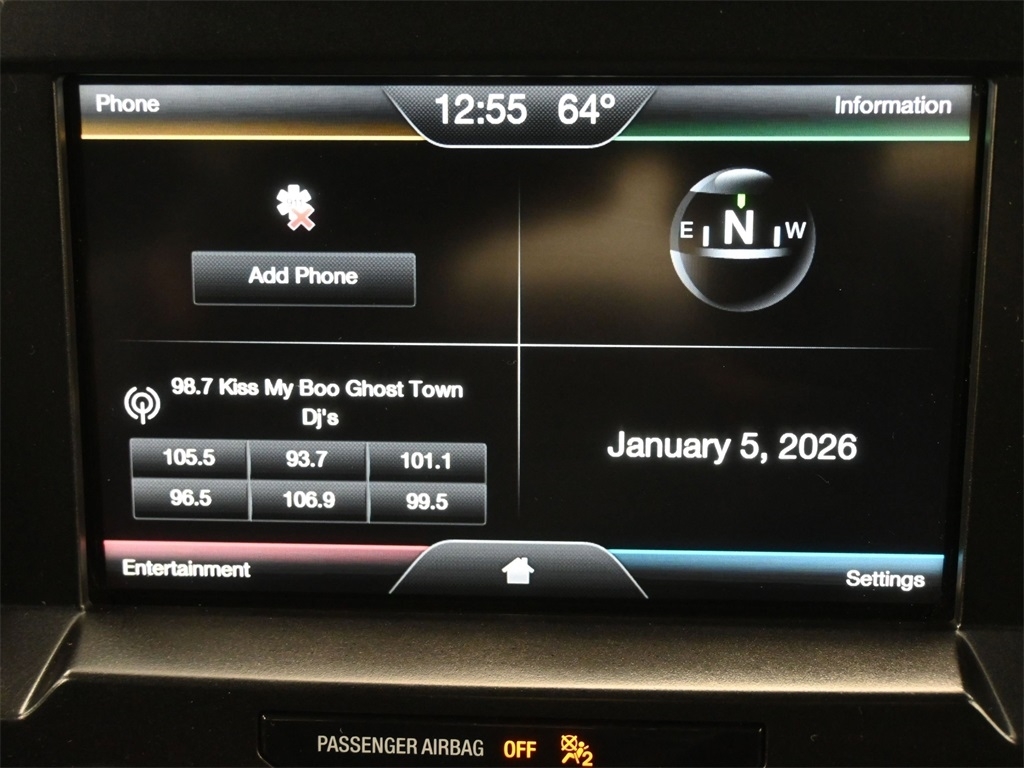 Phone
12:55 64°
Information
E N W
Add Phone
98.7 Kiss My Boo Ghost Town
Dj's
105.5 93.7 101.1
96.5 106.9 99.5
January 5, 2026
Entertainment
Settings
PASSENGER AIRBAG OFF 2